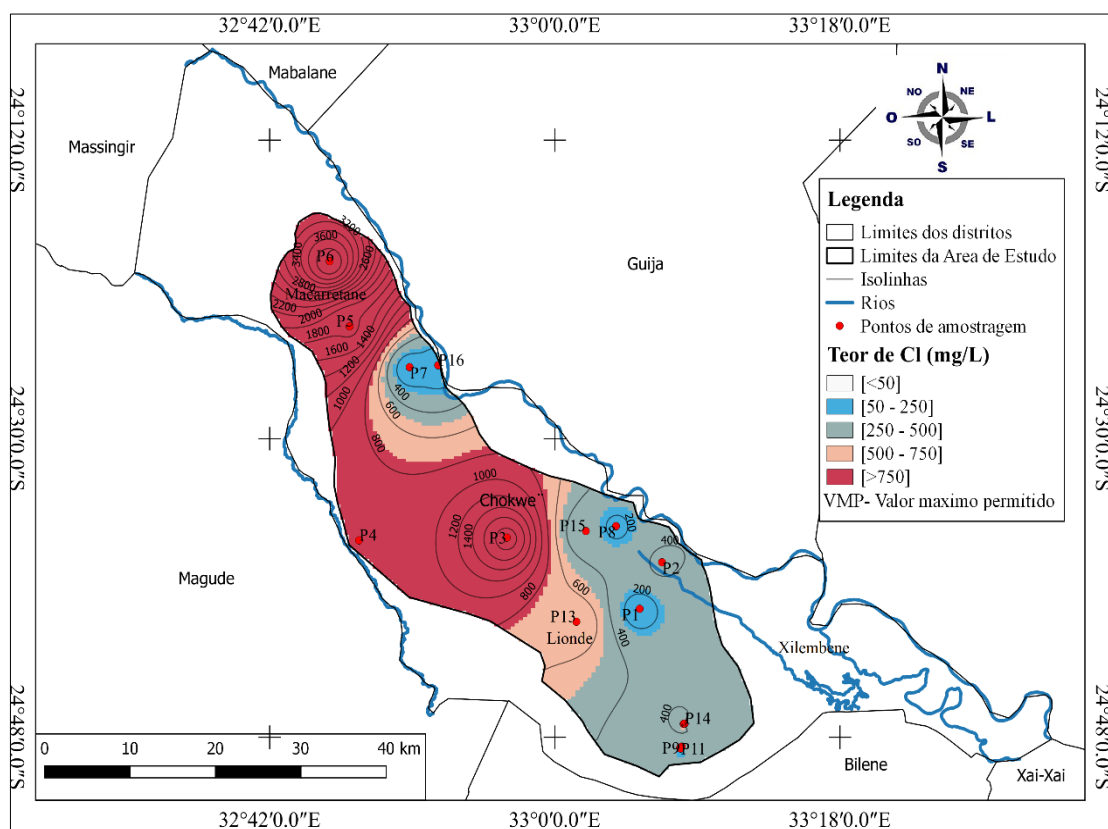 32°42'0.0"E 33°0'0.0"E 33°18'0.0"E
24°12'0.0"S
24°30'0.0"S
24°48'0.0"S
24°12'0.0"S
24°30'0.0"S
24°48'0.0"S
Mabalane
Massingir
Guija
Magude
Bilene
Xai-Xai
Xilembene
N
NO NE
O L
SO SE
S
3200
3600
3400
2600
P6
2800
Macarretane
2200
2000
P5
1800
1400
1600
1200
1000
P16
P7
400
600
800
1000
Chokwe
1200
1400
P3
800
P4
P15
P8
200
400
P2
600
200
P1
P13
Lionde
400
400
P14
P9
P11
Legenda
Limites dos distritos
Limites da Area de Estudo
Isolinhas
Rios
Pontos de amostragem
Teor de Cl (mg/L)
[<50]
[50 - 250]
[250 - 500]
[500 - 750]
[>750]
VMP- Valor maximo permitido
0 10 20 30 40 km
32°42'0.0"E 33°0'0.0"E 33°18'0.0"E